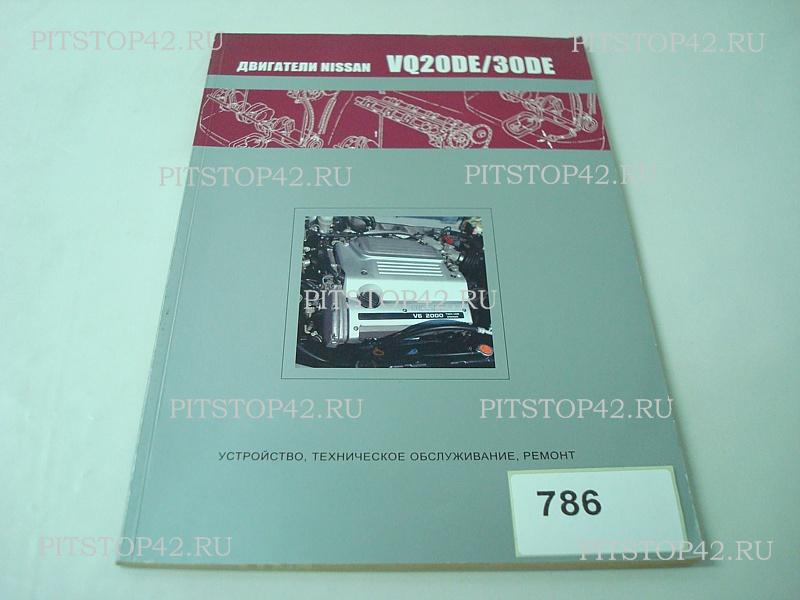 PITSTOP42.RU PITSTOP42.RU
ДВИГАТЕЛИ NISSAN VQ20DE/30DE
PITSTOP42.RU PITSTOP42.RU
PITSTOP42.RU
V6 2000
PITSTOP42.RU PITSTOP42.RU
УСТРОЙСТВО, ТЕХНИЧЕСКОЕ ОБСЛУЖИВАНИЕ, РЕМОНТ
786
PITSTOP42.RU PITSTOP42.RU